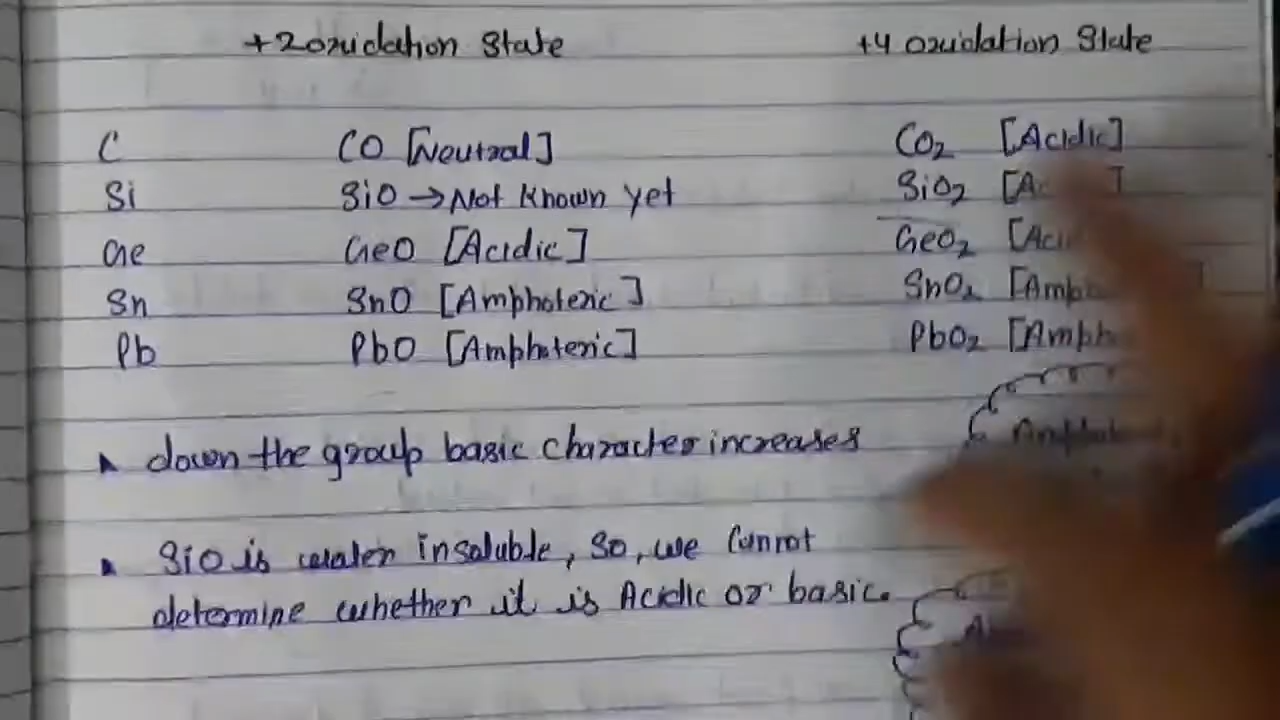 +2 oxidation State +4 oxidation State
C CO [Neutral] CO2 [Acidic]
Si SiO → Not Known yet SiO2
Ge GeO [Acidic] GeO2
Sn SnO [Amphoteric] SnO2
Pb PbO [Amphoteric] PbO2
down the group basic character increases
SiO is water insoluble, so, we Cannot
determine whether it is Acidic or basic.